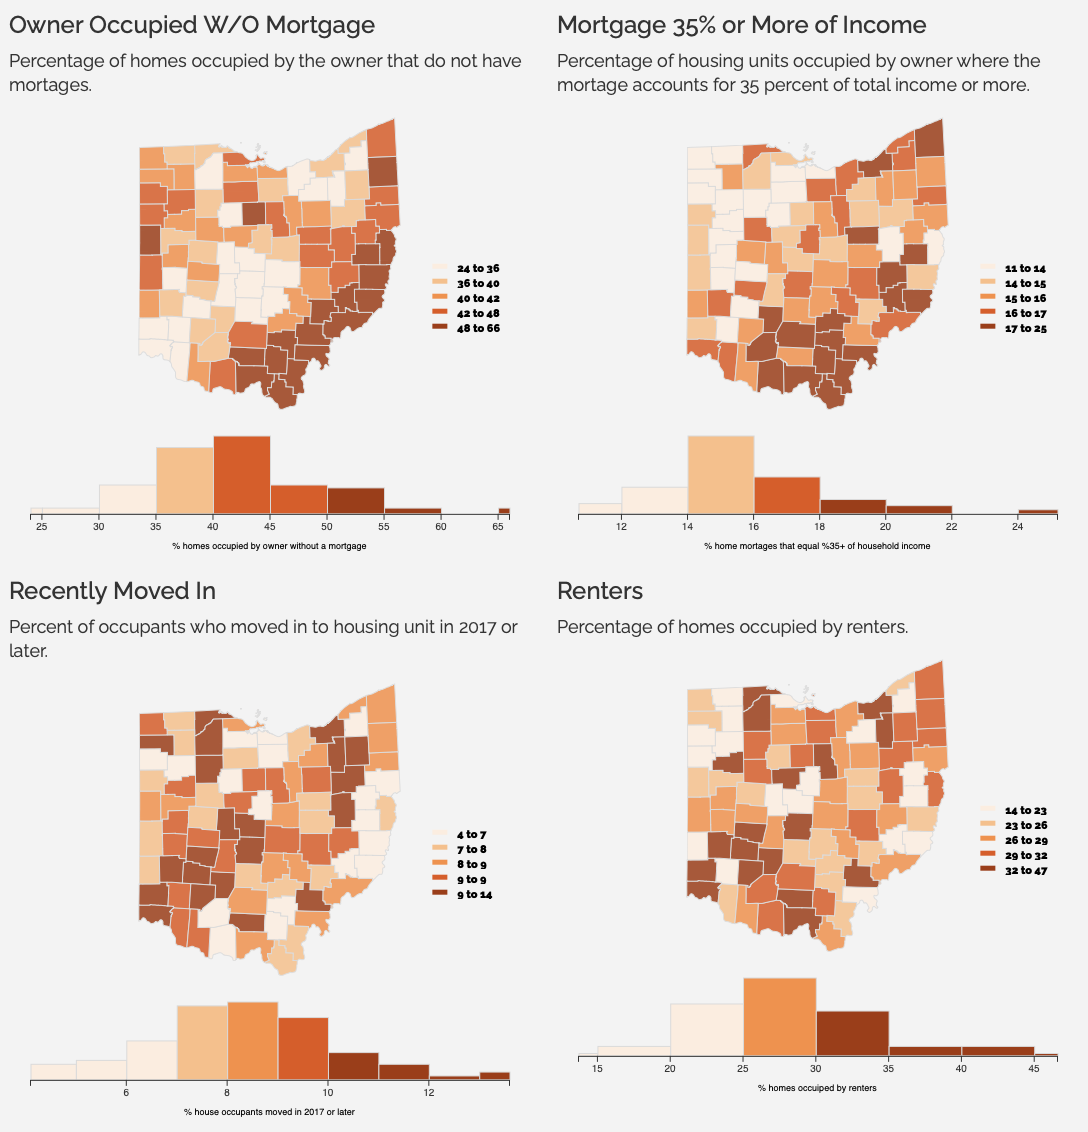 Owner Occupied W/O Mortgage
Percentage of homes occupied by the owner that do not have
mortages.
24 to 36
36 to 40
40 to 42
42 to 48
48 to 66
25 30 35 40 45 50 55 60 65
% homes occupied by owner without a mortgage
Mortgage 35% or More of Income
Percentage of housing units occupied by owner where the
mortage accounts for 35 percent of total income or more.
11 to 14
14 to 15
15 to 16
16 to 17
17 to 25
12 14 16 18 20 22 24
% home mortages that equal %35+ of household income
Recently Moved In
Percent of occupants who moved in to housing unit in 2017 or
later.
4 to 7
7 to 8
8 to 9
9 to 9
9 to 14
6 8 10 12
% house occupants moved in 2017 or later
Renters
Percentage of homes occupied by renters.
14 to 23
23 to 26
26 to 29
29 to 32
32 to 47
15 20 25 30 35 40 45
% homes occuiped by renters